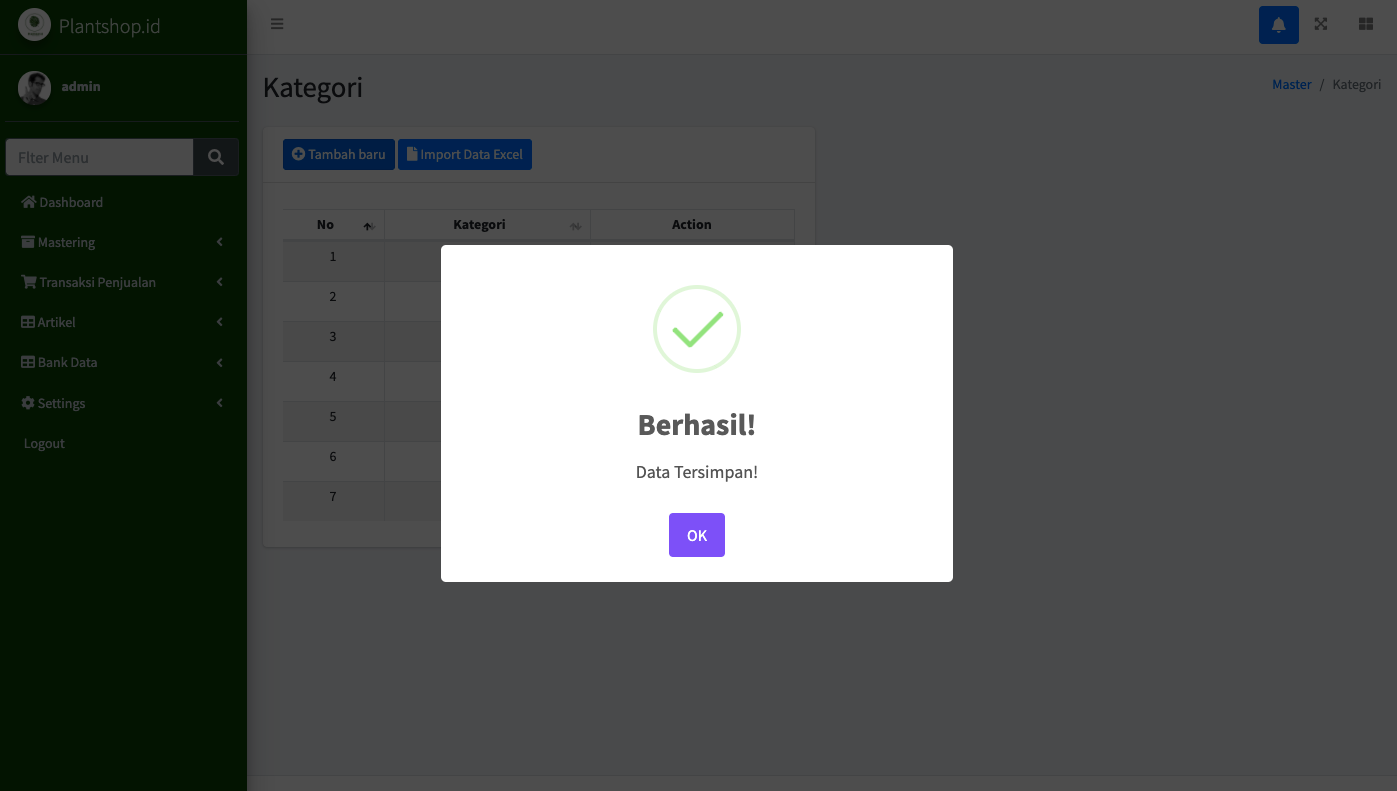 Plantshop.id
admin
Flter Menu
Dashboard
Mastering
Transaksi Penjualan
Artikel
Bank Data
Settings
Logout
Kategori
Master / Kategori
Tambah baru
Import Data Excel
No Kategori Action
1
2
3
4
5
6
7
Berhasil!
Data Tersimpan!
OK